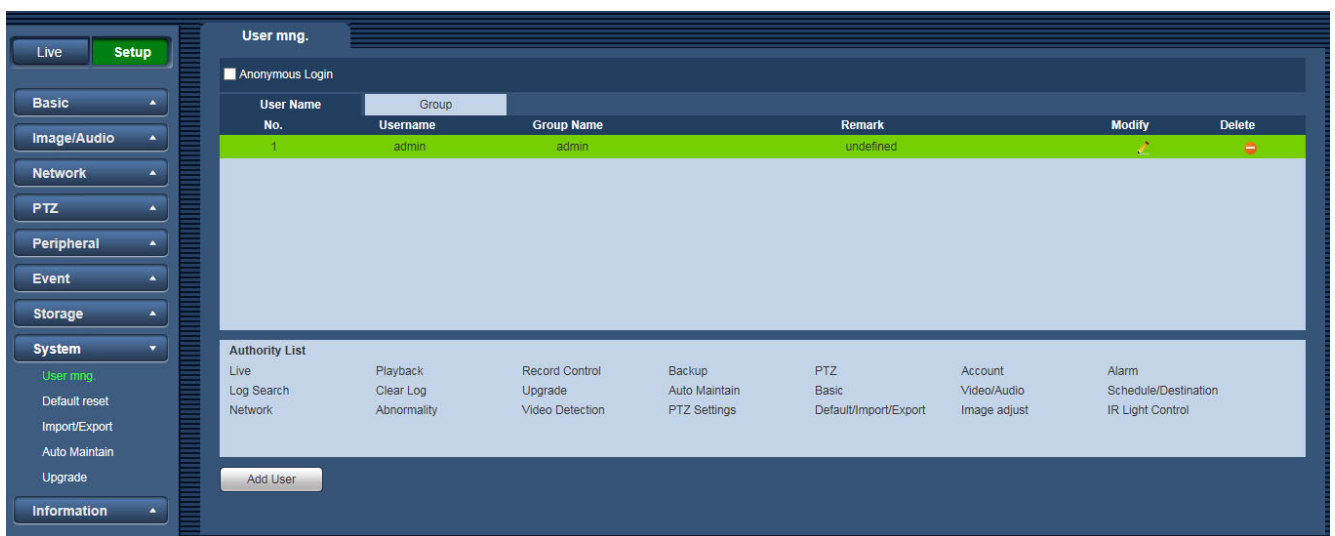 Live Setup
Basic
Image/Audio
Network
PTZ
Peripheral
Event
Storage
System
User mng.
Default reset
Import/Export
Auto Maintain
Upgrade
Information
User mng.
Anonymous Login
User Name Group
No. Username Group Name Remark Modify Delete
1 admin admin undefined
Authority List
Live Playback Record Control Backup PTZ Account Alarm
Log Search Clear Log Upgrade Auto Maintain Basic Video/Audio Schedule/Destination
Network Abnormality Video Detection PTZ Settings Default/Import/Export Image adjust IR Light Control
Add User